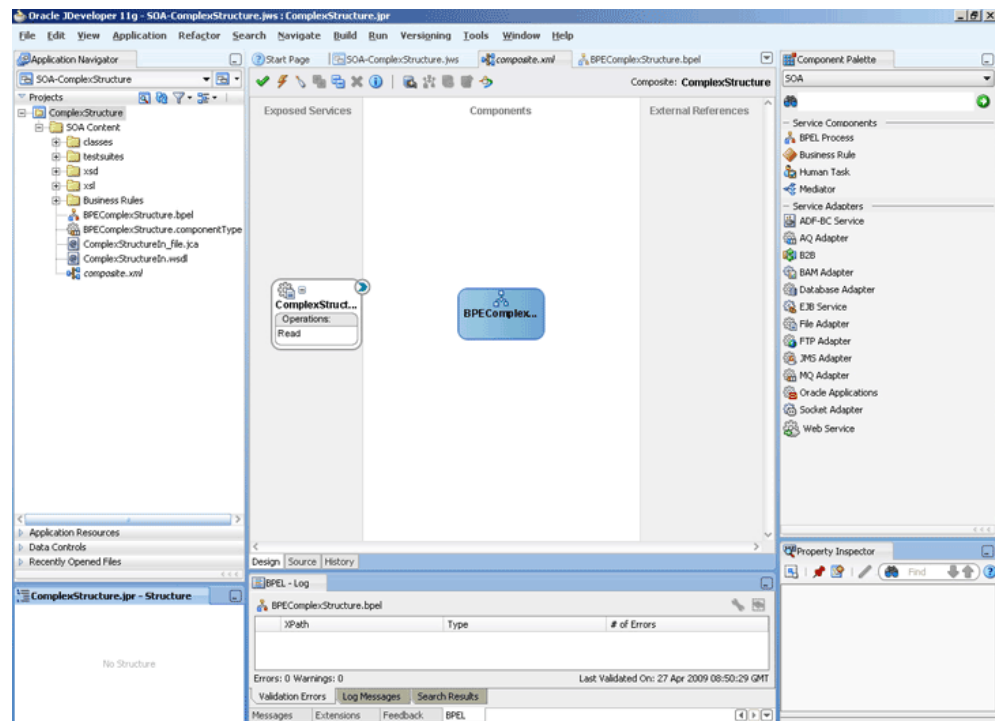 Oracle JDeveloper 11g - SOA-ComplexStructure.jws : ComplexStructure.jpr
File Edit View Application Refactor Search Navigate Build Run Versigning Tools Window Help
Application Navigator
SOA-ComplexStructure
Projects
ComplexStructure
SOA Content
classes
testsuites
xsd
xsl
Business Rules
BPEComplexStructure.bpel
BPEComplexStructure.componentType
ComplexStructureIn_file.jca
ComplexStructureIn.wsdl
composite.xml
Application Resources
Data Controls
Recently Opened Files
ComplexStructure.jpr - Structure
No Structure
Start Page SOA-ComplexStructure.jws composite.xml BPEComplexStructure.bpel
Composite: ComplexStructure
Exposed Services Components External References
ComplexStruct...
Operations:
Read
BPEComplex...
Design Source History
BPEL - Log
BPEComplexStructure.bpel
XPath Type # of Errors
Errors: 0 Warnings: 0 Last Validated On: 27 Apr 2009 08:50:29 GMT
Validation Errors Log Messages Search Results
Messages Extensions Feedback BPEL
Component Palette
SOA
Service Components
BPEL Process
Business Rule
Human Task
Mediator
Service Adapters
ADF-BC Service
AQ Adapter
B2B
BAM Adapter
Database Adapter
EJB Service
File Adapter
FTP Adapter
JMS Adapter
MQ Adapter
Oracle Applications
Socket Adapter
Web Service
Property Inspector
Find